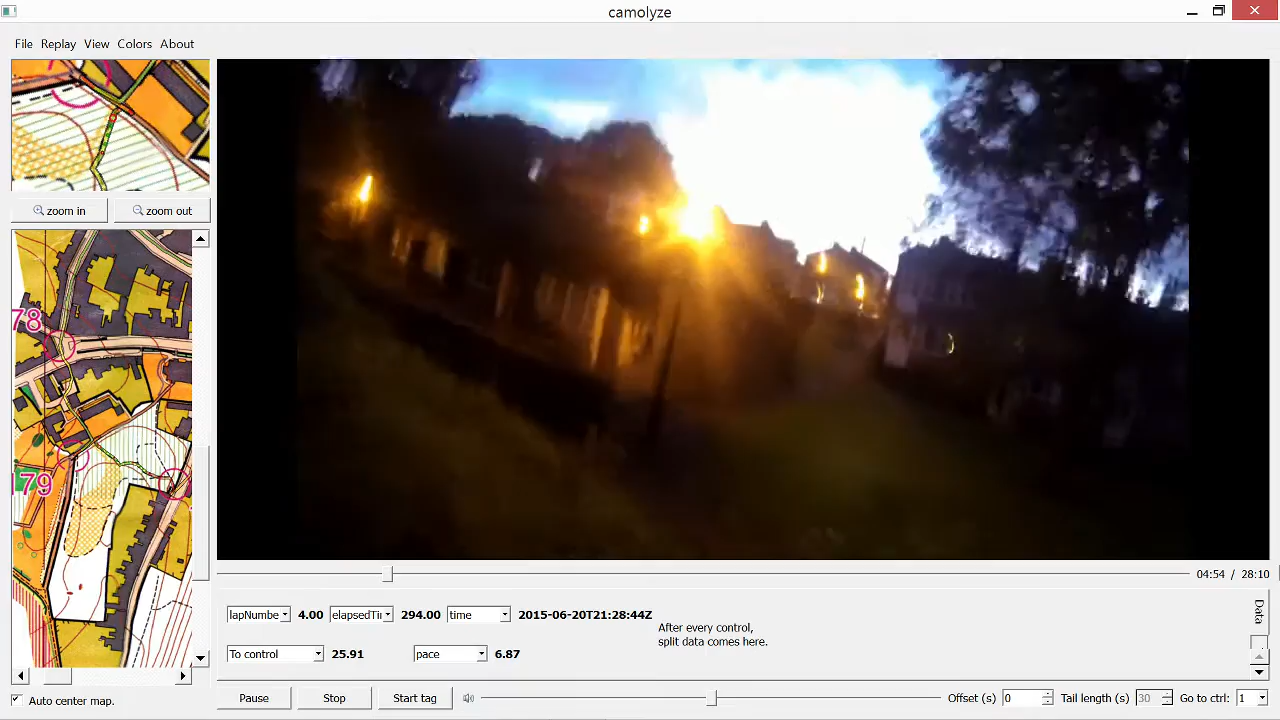 camolyze
File Replay View Colors About
zoom in zoom out
78
179
04:54 / 28:10
lapNumbe 4.00 elapsedTi 294.00 time 2015-06-20T21:28:44Z
After every control,
split data comes here.
To control 25.91 pace 6.87
Data
Auto center map.
Pause Stop Start tag Offset (s) 0 Tail length (s) 30 Go to ctrl: 1